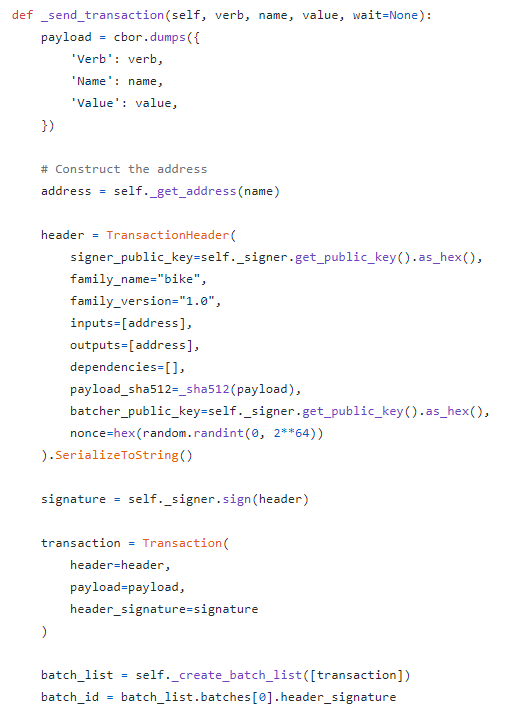 def _send_transaction(self, verb, name, value, wait=None):
    payload = cbor.dumps({
        'Verb': verb,
        'Name': name,
        'Value': value,
    })

    # Construct the address
    address = self._get_address(name)

    header = TransactionHeader(
        signer_public_key=self._signer.get_public_key().as_hex(),
        family_name="bike",
        family_version="1.0",
        inputs=[address],
        outputs=[address],
        dependencies=[],
        payload_sha512=_sha512(payload),
        batcher_public_key=self._signer.get_public_key().as_hex(),
        nonce=hex(random.randint(0, 2**64))
    ).SerializeToString()

    signature = self._signer.sign(header)

    transaction = Transaction(
        header=header,
        payload=payload,
        header_signature=signature
    )

    batch_list = self._create_batch_list([transaction])
    batch_id = batch_list.batches[0].header_signature